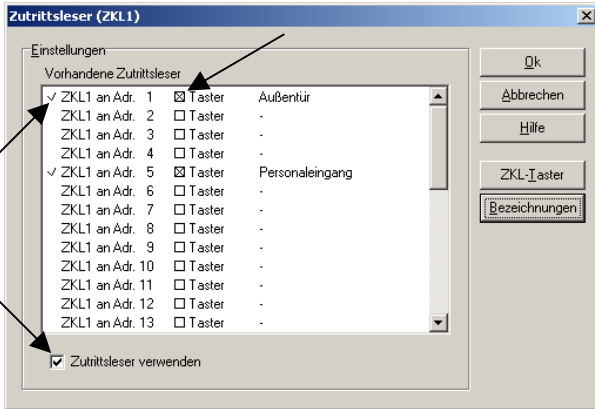 Zutrittsleser (ZKL1)
Einstellungen
Vorhandene Zutrittsleser
ZKL1 an Adr. 1 Taster Außentür
ZKL1 an Adr. 2 Taster -
ZKL1 an Adr. 3 Taster -
ZKL1 an Adr. 4 Taster -
ZKL1 an Adr. 5 Taster Personaleingang
ZKL1 an Adr. 6 Taster -
ZKL1 an Adr. 7 Taster -
ZKL1 an Adr. 8 Taster -
ZKL1 an Adr. 9 Taster -
ZKL1 an Adr. 10 Taster -
ZKL1 an Adr. 11 Taster -
ZKL1 an Adr. 12 Taster -
ZKL1 an Adr. 13 Taster -
Zutrittsleser verwenden
Ok
Abbrechen
Hilfe
ZKL-Taster
Bezeichnungen